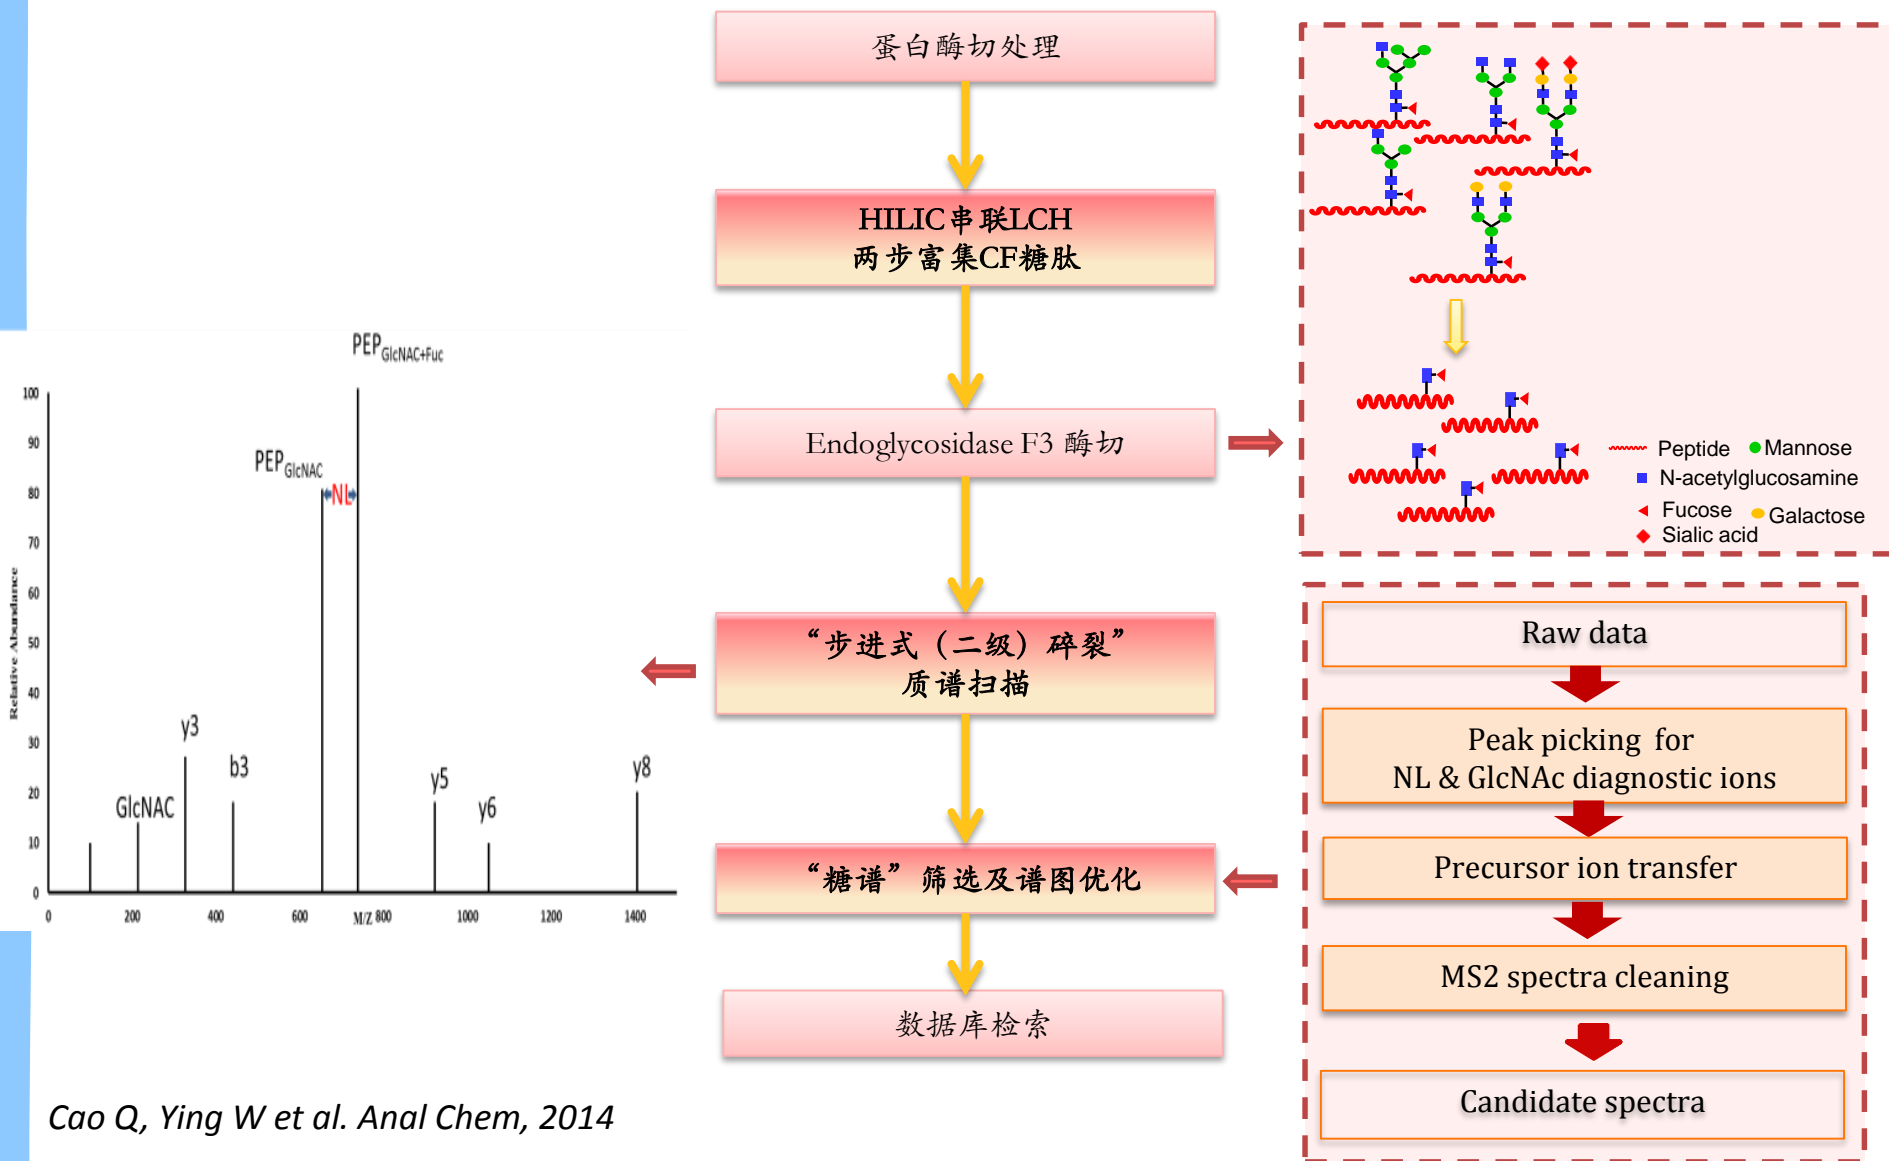 蛋白酶切处理
HILIC串联LCH
两步富集CF糖肽
Endoglycosidase F3 酶切
“步进式（二级）碎裂”
质谱扫描
“糖谱”筛选及谱图优化
数据库检索
Peptide
Mannose
N-acetylglucosamine
Fucose
Galactose
Sialic acid
Raw data
Peak picking for
NL & GlcNAc diagnostic ions
Precursor ion transfer
MS2 spectra cleaning
Candidate spectra
PEPGlcNAC+Fuc
PEPGlcNAC
NL
y3
b3
GlcNAC
y5
y6
y8
Relative Abundance
100
90
80
70
60
50
40
30
20
10
0
0 200 400 600 M/Z 800 1000 1200 1400
Cao Q, Ying W et al. Anal Chem, 2014